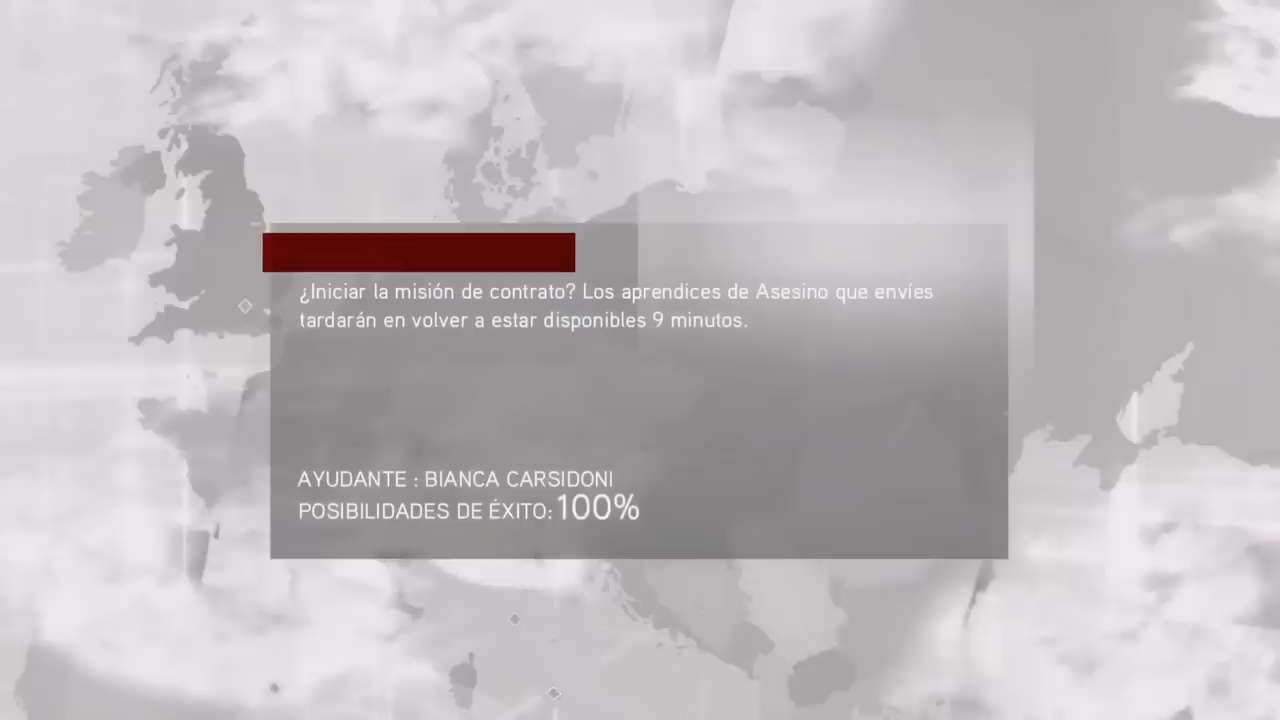 ¿Iniciar la misión de contrato? Los aprendices de Asesino que envíes
tardarán en volver a estar disponibles 9 minutos.
AYUDANTE : BIANCA CARSIDONI
POSIBILIDADES DE ÉXITO: 100%